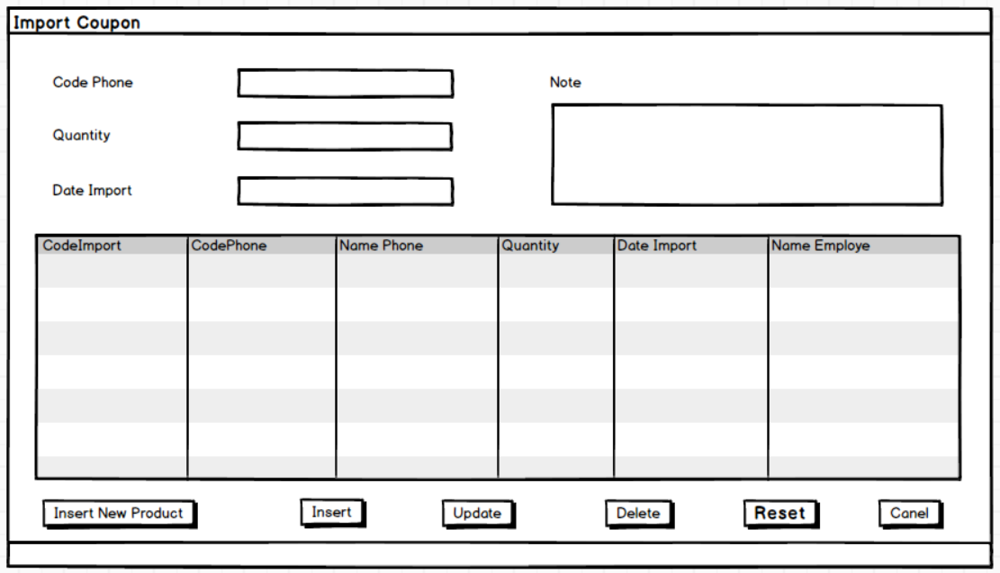 Import Coupon
Code Phone
Note
Quantity
Date Import
CodeImport CodePhone Name Phone Quantity Date Import Name Employe
Insert New Product Insert Update Delete Reset Canel